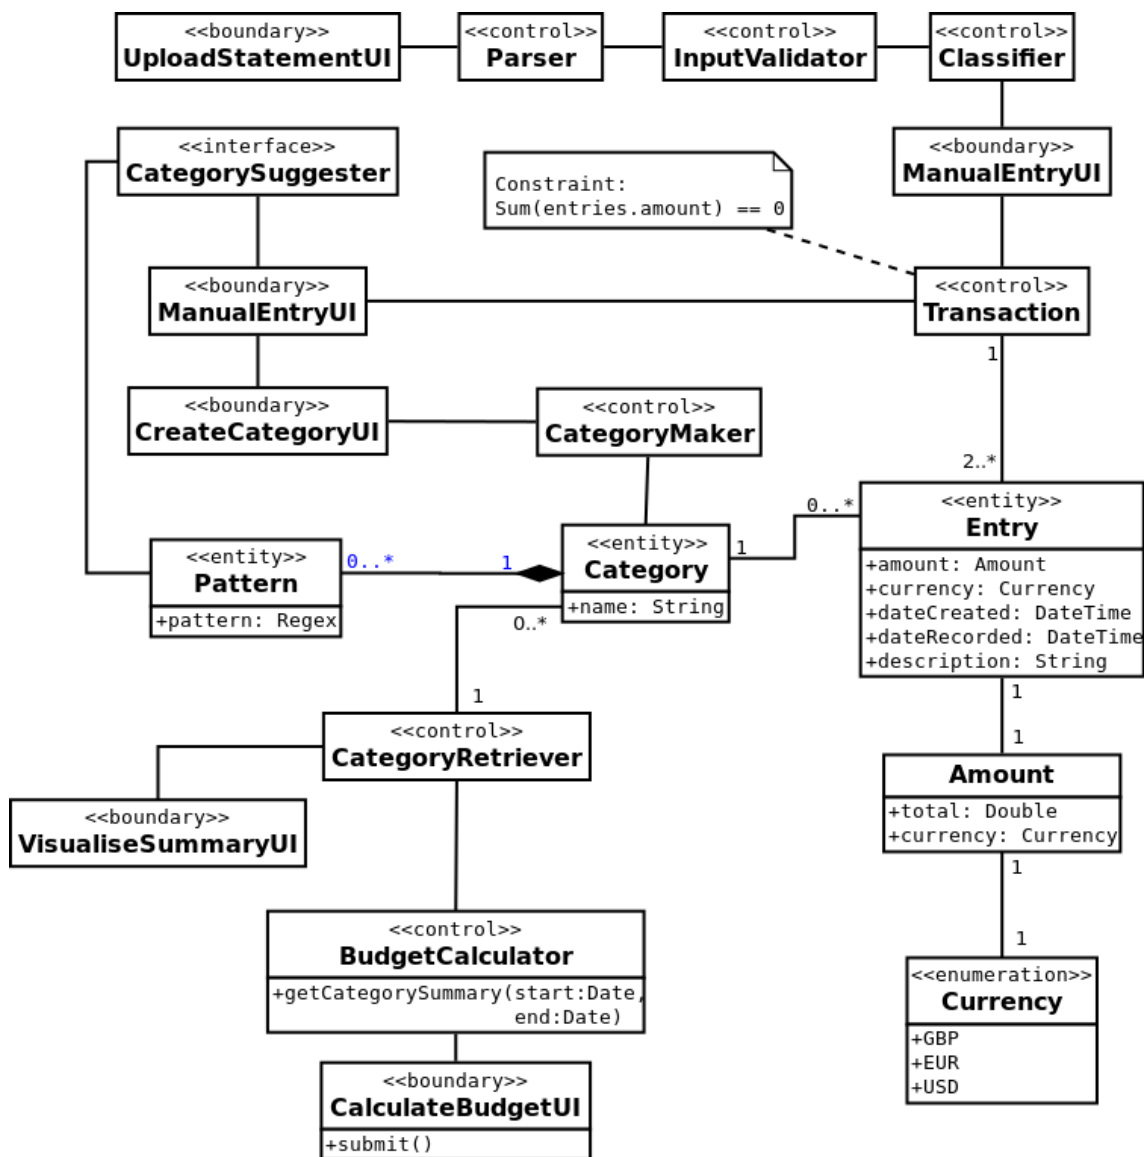 <<boundary>>
UploadStatementUI
<<control>>
Parser
<<control>>
InputValidator
<<control>>
Classifier
<<interface>>
CategorySuggester
Constraint:
Sum(entries.amount) == 0
<<boundary>>
ManualEntryUI
<<boundary>>
ManualEntryUI
<<control>>
Transaction
1
<<boundary>>
CreateCategoryUI
<<control>>
CategoryMaker
2..*
<<entity>>
Pattern
+pattern: Regex
0..*
1
<<entity>>
Category
+name: String
1
0..*
<<entity>>
Entry
+amount: Amount
+currency: Currency
+dateCreated: DateTime
+dateRecorded: DateTime
+description: String
0..*
1
<<control>>
CategoryRetriever
1
1
Amount
+total: Double
+currency: Currency
<<boundary>>
VisualiseSummaryUI
1
1
<<control>>
BudgetCalculator
+getCategorySummary(start:Date,
end:Date)
<<enumeration>>
Currency
+GBP
+EUR
+USD
<<boundary>>
CalculateBudgetUI
+submit()